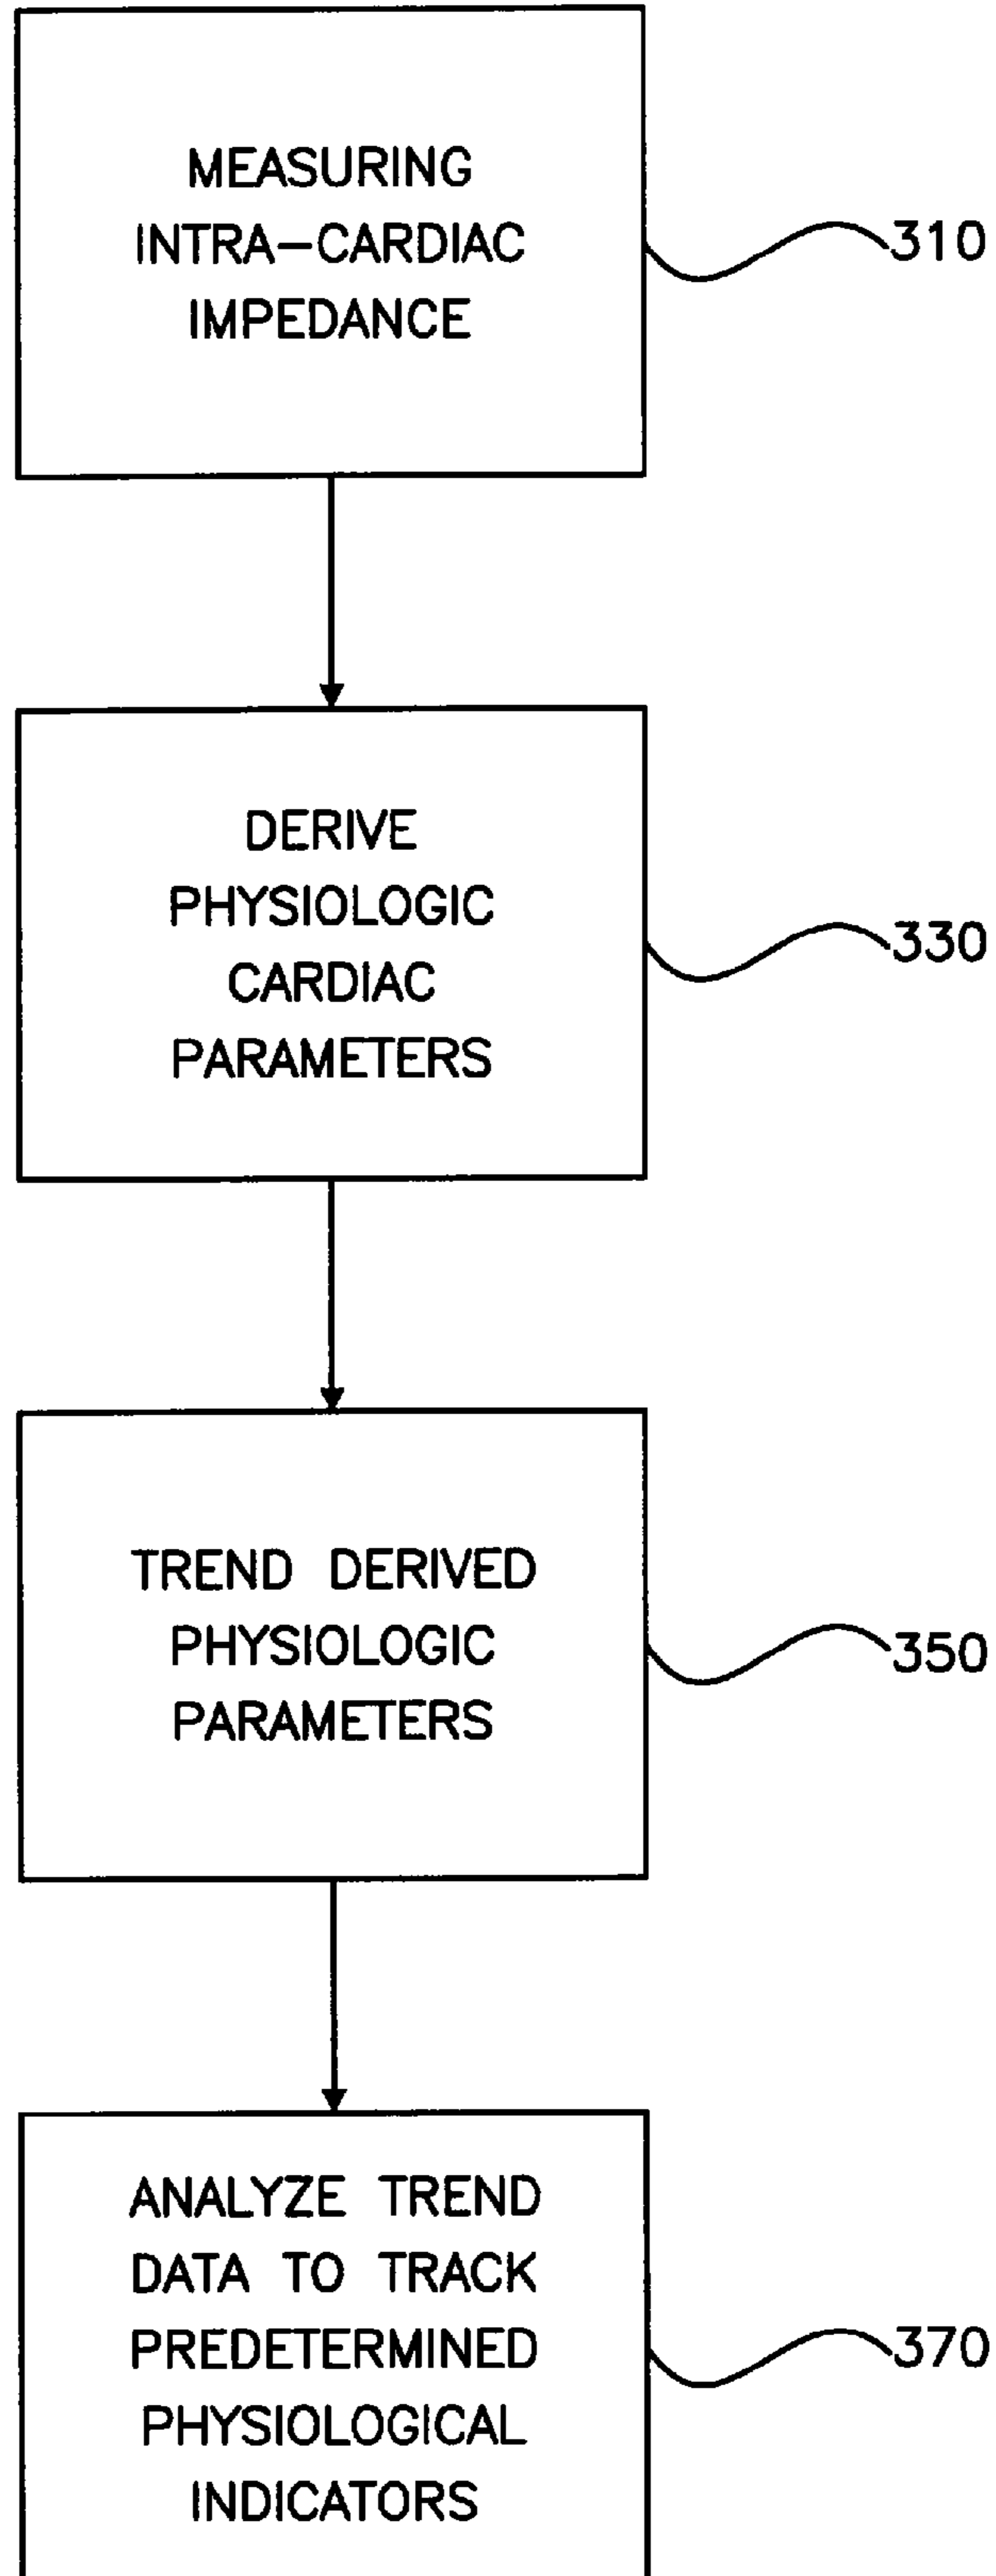 MEASURING
INTRA-CARDIAC
IMPEDANCE
310
DERIVE
PHYSIOLOGIC
CARDIAC
PARAMETERS
330
TREND DERIVED
PHYSIOLOGIC
PARAMETERS
350
ANALYZE TREND
DATA TO TRACK
PREDETERMINED
PHYSIOLOGICAL
INDICATORS
370